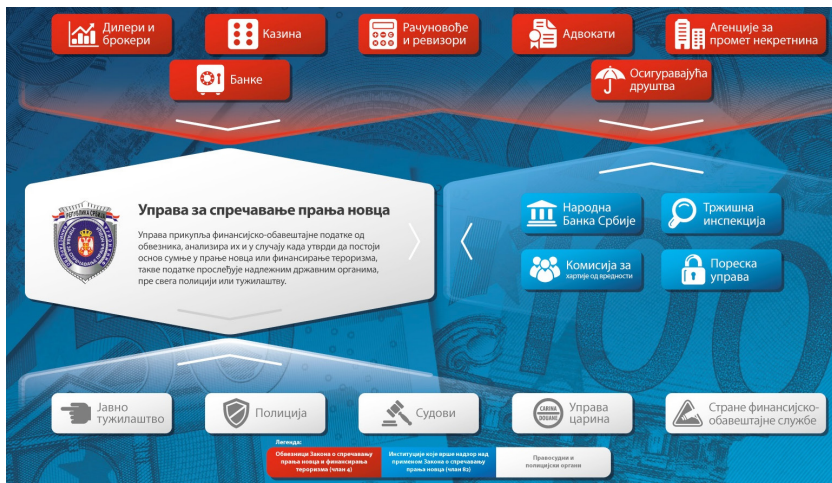 Дилери и
брокери
Казина
Рачуновође
и ревизори
Адвокати
Агенције за
промет некретнина
Банке
Осигуравајућа
друштва
РЕПУБЛИКА СРБИЈА
Управа за спречавање прања новца
Управа прикупља финансијско-обавештајне податке од
обвезника, анализира их и у случају када утврди да постоји
основ сумње у прање новца или финансирање тероризма,
такве податке прослеђује надлежним државним органима,
пре свега полицији или тужилаштву.
Народна
Банка Србије
Тржишна
инспекција
Комисија за
хартије од вредности
Пореска
управа
Јавно
тужилаштво
Полиција
Судови
CARINA
DOUANE
Управа
царина
Стране финансијско-
обавештајне службе
Легенда:
Обвезници Закона о спречавању
прања новца и финансирања
тероризма (члан 4)
Институције које врше надзор над
применом Закона о спречавању
прања новца (члан 82)
Правосудни и
полицијски органи